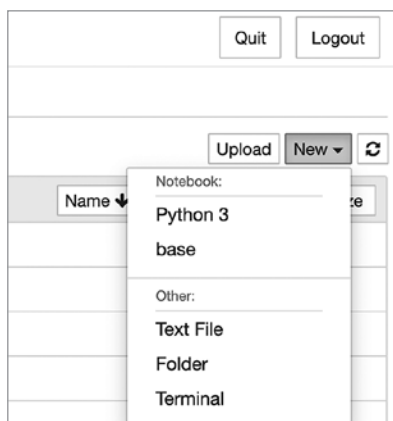 Quit Logout
Upload New
Notebook:
Name
Python 3
base
Other:
Text File
Folder
Terminal